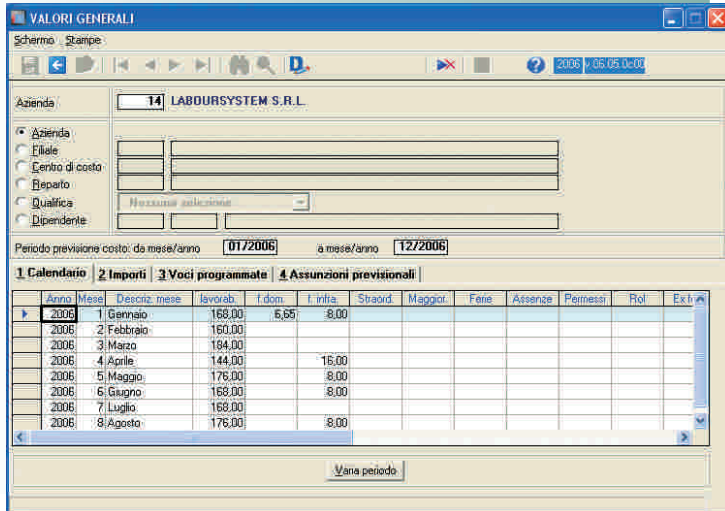 VALORI GENERALI
Schermo Stampe
2006 v.06.05.0c00
Azienda 14 LABOURSYSTEM S.R.L.
Azienda
Filiale
Centro di costo
Reparto
Qualifica Nessuna selezione
Dipendente
Periodo previsione costo: da mese/anno 01/2006 a mese/anno 12/2006
1 Calendario 2 Importi 3 Voci programmate 4 Assunzioni previsionali
Anno Mese Descriz. mese lavorab. f.dom. f. infra. Straord. Maggior. Ferie Assenze Permessi Rol Ex f
2006 1 Gennaio 168,00 6,65 8,00
2006 2 Febbraio 160,00
2006 3 Marzo 184,00
2006 4 Aprile 144,00 16,00
2006 5 Maggio 176,00 8,00
2006 6 Giugno 168,00 8,00
2006 7 Luglio 168,00
2006 8 Agosto 176,00 8,00
Varia periodo